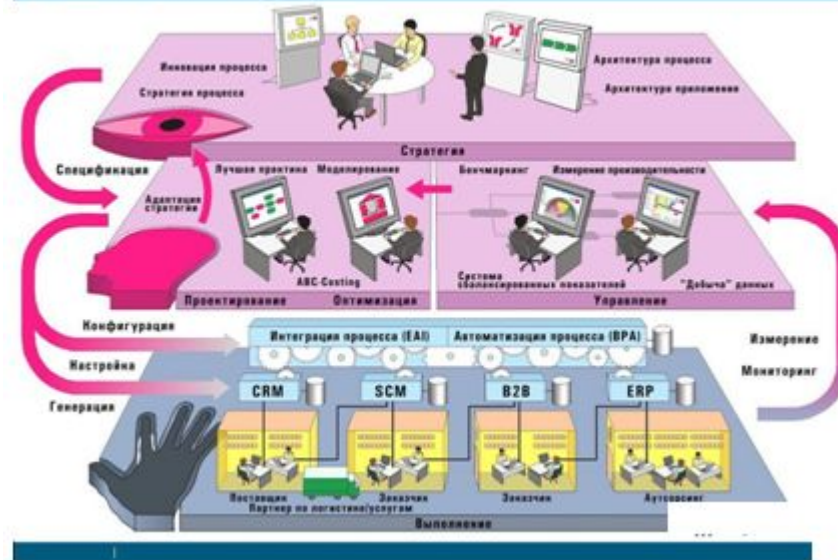 Инновация процесса
Стратегия процесса
Архитектура процесса
Архитектура приложение
Стратегия
Спецификация
Адаптация
стратегии
Лучшая практика
Моделирование
Бенчмаркинг
Измерение производительности
ABC-Costing
Система
сбалансированных показателей
"Добыча" данных
Проектирование
Оптимизация
Управление
Конфигурация
Настройка
Генерация
Интеграция процесса (EAI)
Автоматизация процесса (BPA)
Измерение
Мониторинг
CRM
SCM
B2B
ERP
Поставщик
Заказчик
Заказчик
Аутсорсинг
Партнер по логистике/услугам
Выполнение